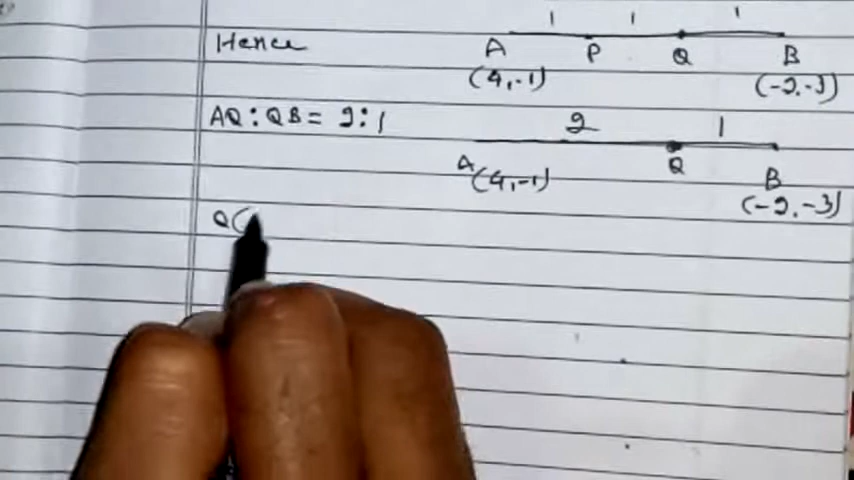 1 1 1
Hence A P Q B
(4,-1) (-2,-3)
AQ:QB = 2:1 2 1
A Q B
(4,-1) (-2,-3)
Q(